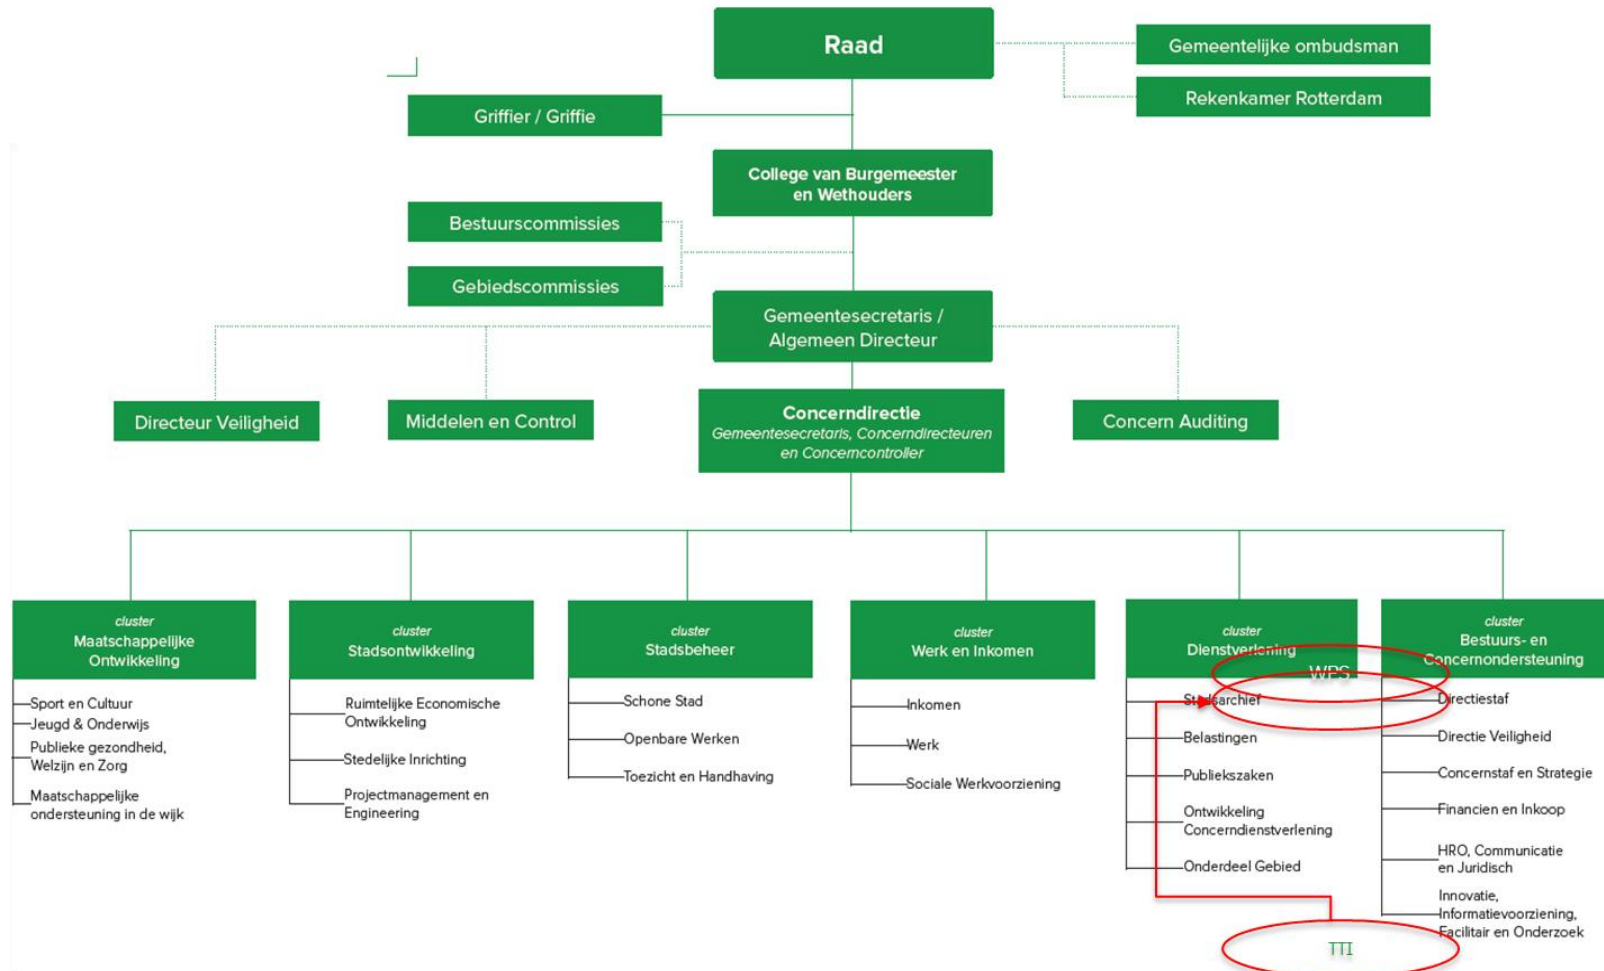 Raad
Gemeentelijke ombudsman
Rekenkamer Rotterdam
Griffier / Griffie
College van Burgemeester
en Wethouders
Bestuurscommissies
Gebiedscommissies
Gemeentesecretaris /
Algemeen Directeur
Directeur Veiligheid
Middelen en Control
Concerndirectie
Gemeentesecretaris, Concerndirecteuren
en Concerncontroller
Concern Auditing
cluster
Maatschappelijke
Ontwikkeling
Sport en Cultuur
Jeugd & Onderwijs
Publieke gezondheid,
Welzijn en Zorg
Maatschappelijke
ondersteuning in de wijk
cluster
Stadsontwikkeling
Ruimtelijke Economische
Ontwikkeling
Stedelijke Inrichting
Projectmanagement en
Engineering
cluster
Stadsbeheer
Schone Stad
Openbare Werken
Toezicht en Handhaving
cluster
Werk en Inkomen
Inkomen
Werk
Sociale Werkvoorziening
cluster
Dienstverlening
WPS
Stadsarchief
Belastingen
Publiekszaken
Ontwikkeling
Concerndienstverlening
Onderdeel Gebied
cluster
Bestuurs- en
Concernondersteuning
Directiestaf
Directie Veiligheid
Concernstaf en Strategie
Financien en Inkoop
HRO, Communicatie
en Juridisch
Innovatie,
Informatievoorziening,
Facilitair en Onderzoek
TTI